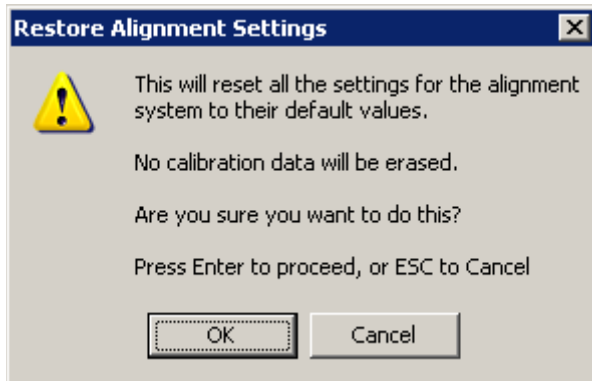 Restore Alignment Settings
This will reset all the settings for the alignment
system to their default values.
No calibration data will be erased.
Are you sure you want to do this?
Press Enter to proceed, or ESC to Cancel
OK
Cancel